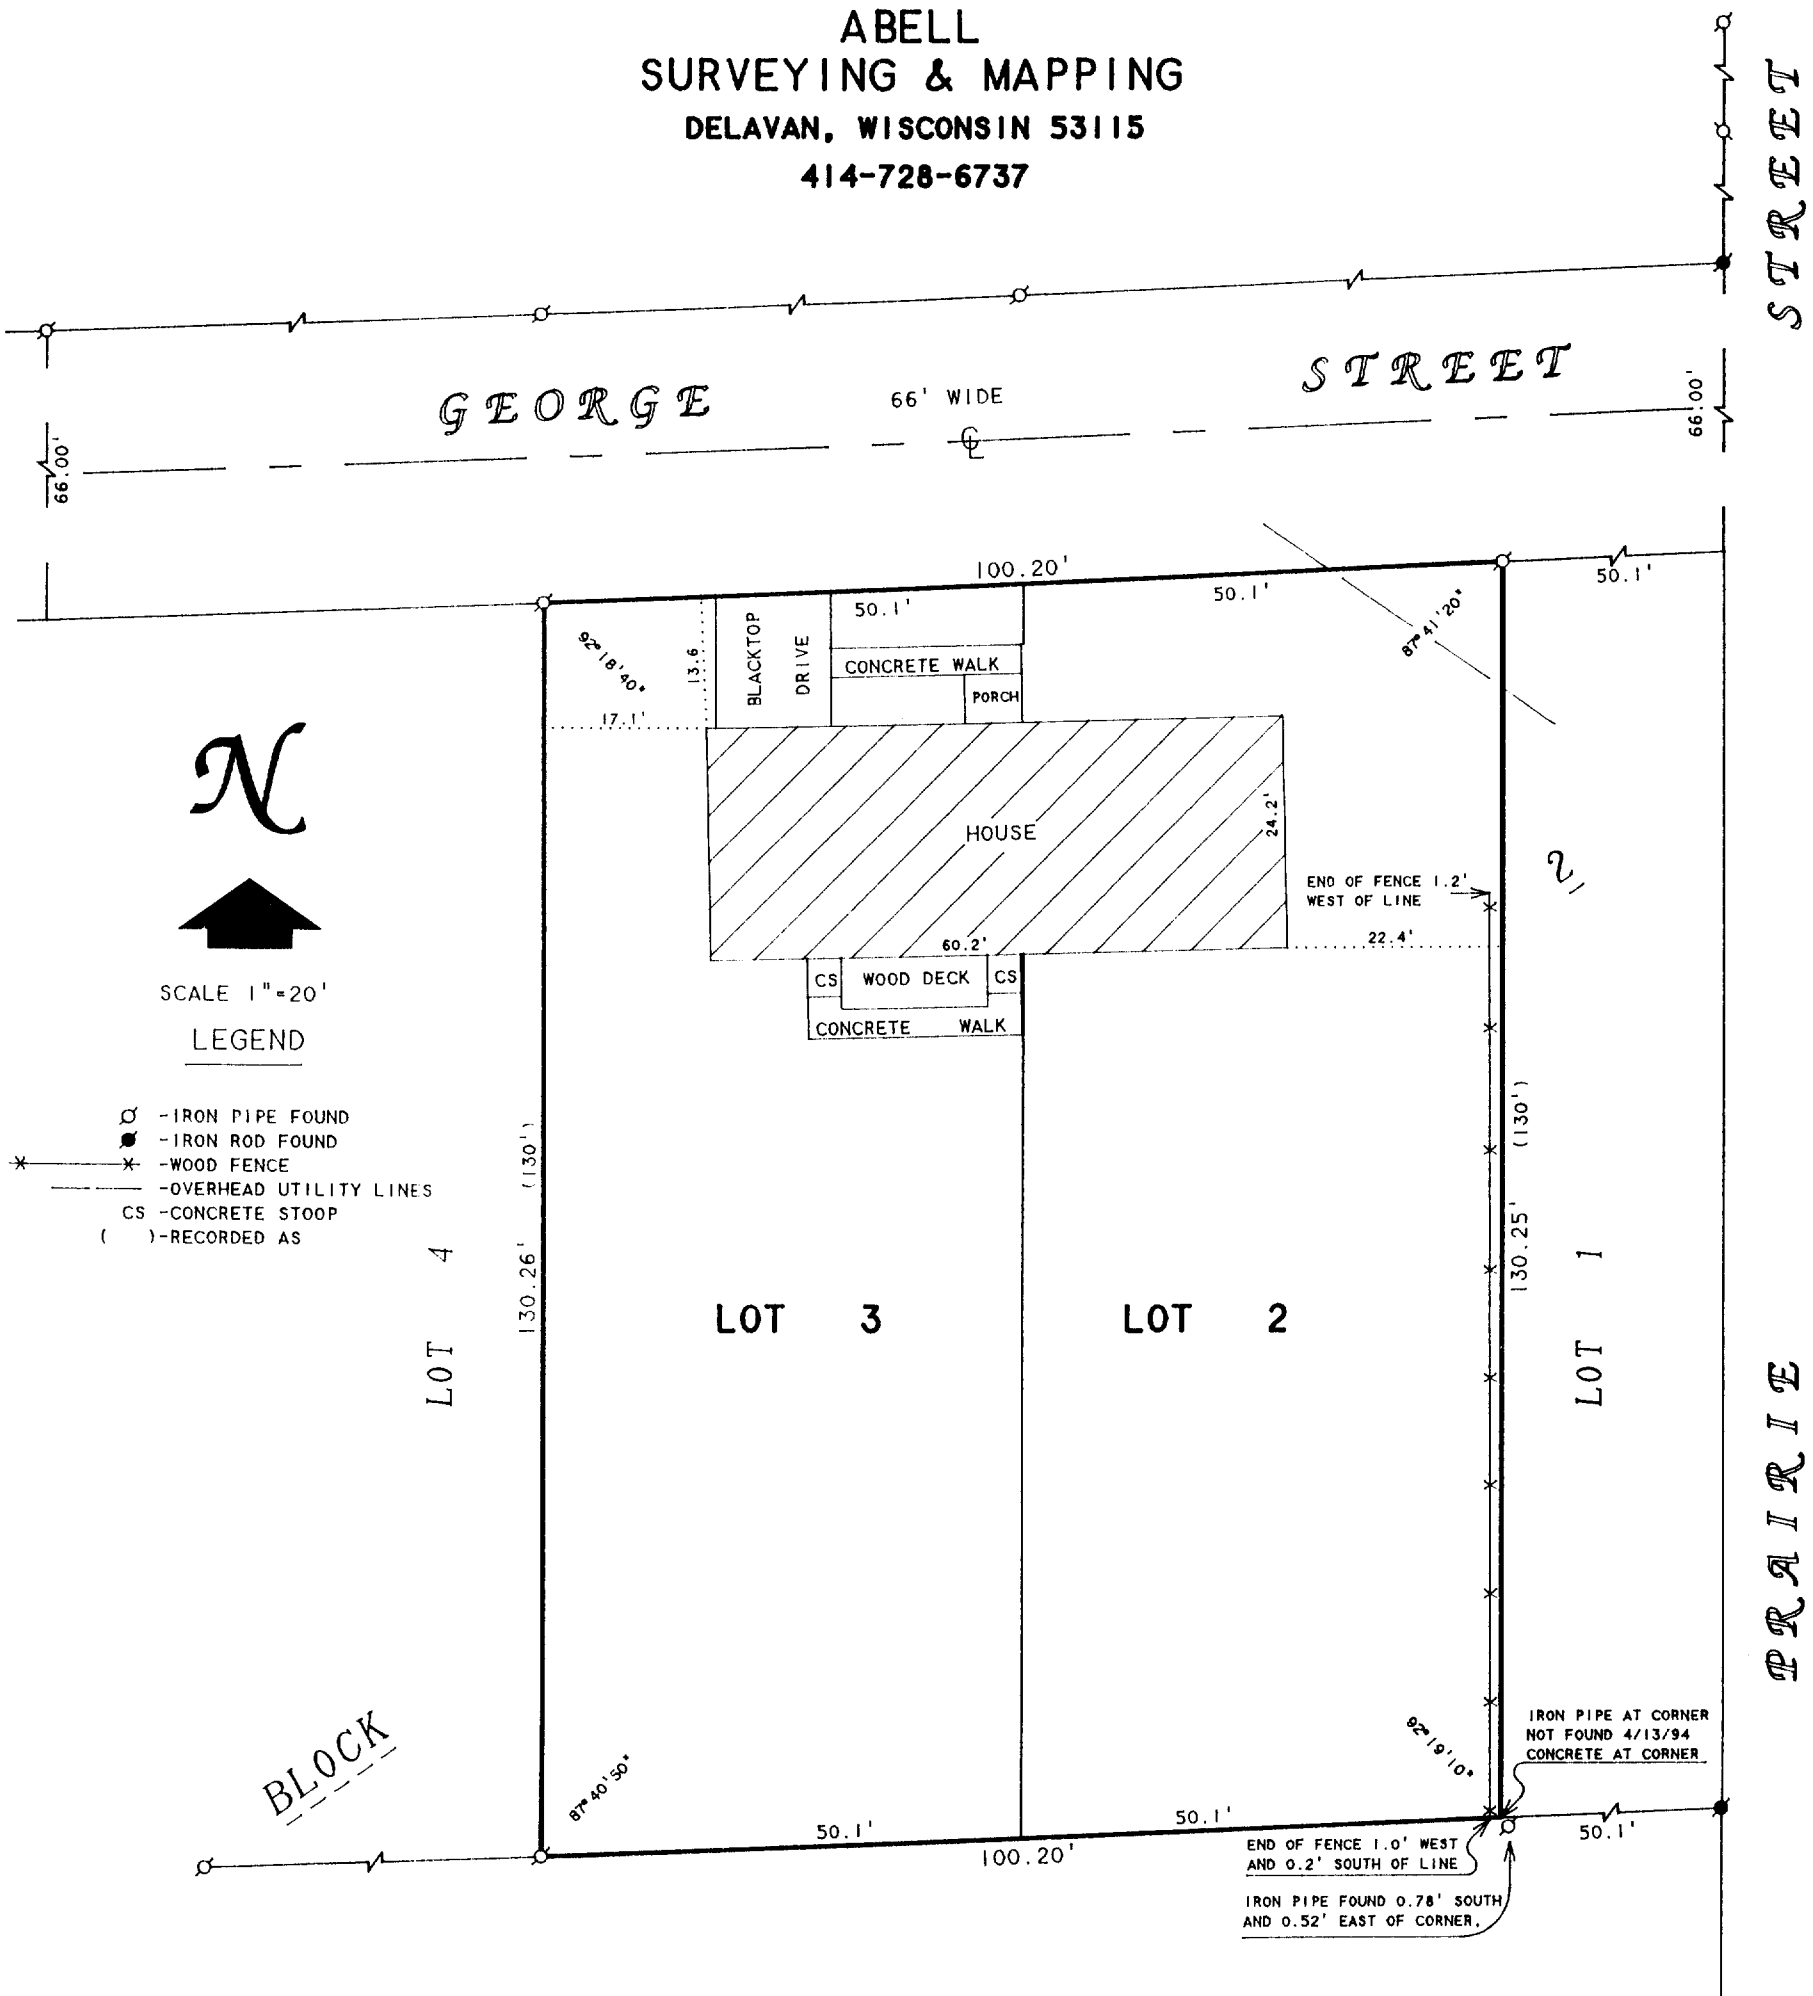 ABELL
SURVEYING & MAPPING
DELAVAN, WISCONSIN 53115
414-728-6737
STREET
GEORGE 66' WIDE STREET
66.00'
66.00'
℄
100.20'
50.1'
50.1'
50.1'
92°18'40"
13.6
BLACKTOP
DRIVE
CONCRETE WALK
PORCH
87°41'20"
17.1'
N
HOUSE
24.2'
END OF FENCE 1.2'
WEST OF LINE
2,
60.2'
22.4'
CS WOOD DECK CS
CONCRETE WALK
SCALE 1"=20'
LEGEND
-IRON PIPE FOUND
-IRON ROD FOUND
-WOOD FENCE
-OVERHEAD UTILITY LINES
CS -CONCRETE STOOP
( )-RECORDED AS
(130')
130.26'
(130')
130.25'
LOT 4
LOT 3
LOT 2
LOT 1
PRAIRIE
BLOCK
87°40'50"
92°19'10"
IRON PIPE AT CORNER
NOT FOUND 4/13/94
CONCRETE AT CORNER
50.1'
50.1'
50.1'
100.20'
END OF FENCE 1.0' WEST
AND 0.2' SOUTH OF LINE
IRON PIPE FOUND 0.78' SOUTH
AND 0.52' EAST OF CORNER.